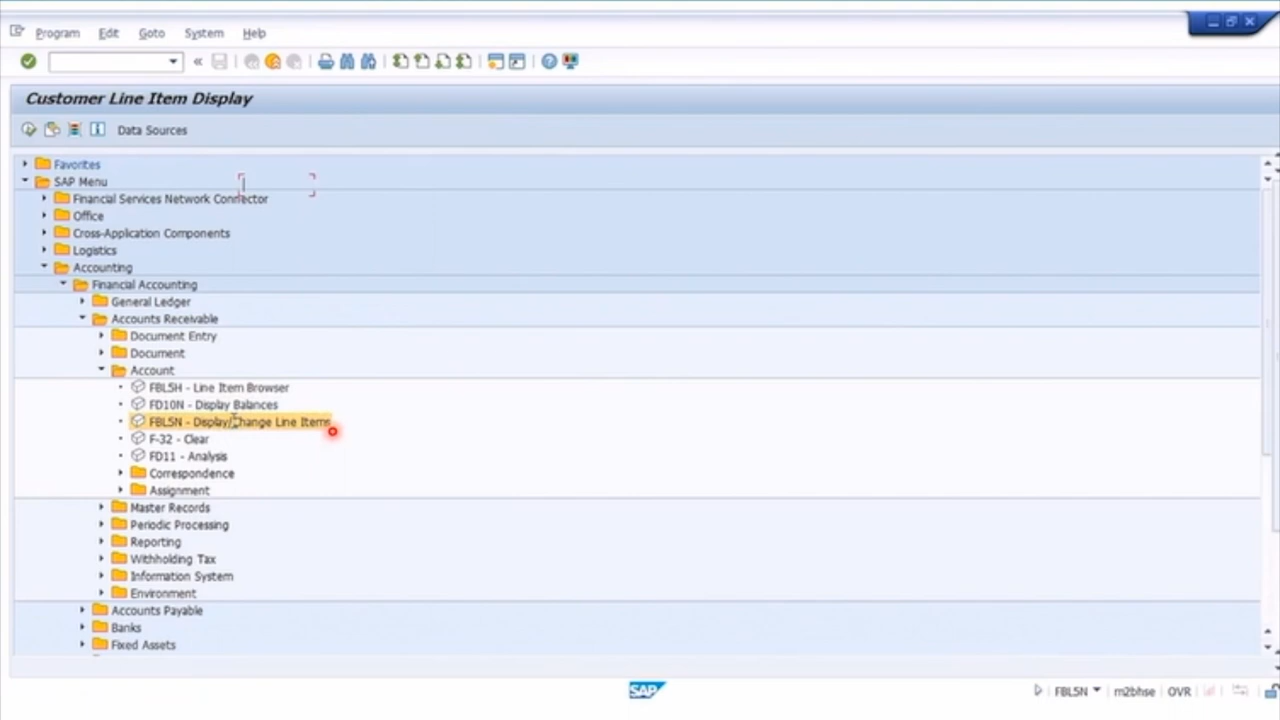 Program Edit Goto System Help
Customer Line Item Display
Data Sources
Favorites
SAP Menu
Financial Services Network Connector
Office
Cross-Application Components
Logistics
Accounting
Financial Accounting
General Ledger
Accounts Receivable
Document Entry
Document
Account
FBL5H - Line Item Browser
FD10N - Display Balances
FBL5N - Display/Change Line Items
F-32 - Clear
FD11 - Analysis
Correspondence
Assignment
Master Records
Periodic Processing
Reporting
Withholding Tax
Information System
Environment
Accounts Payable
Banks
Fixed Assets
SAP FBL5N m2bhse OVR